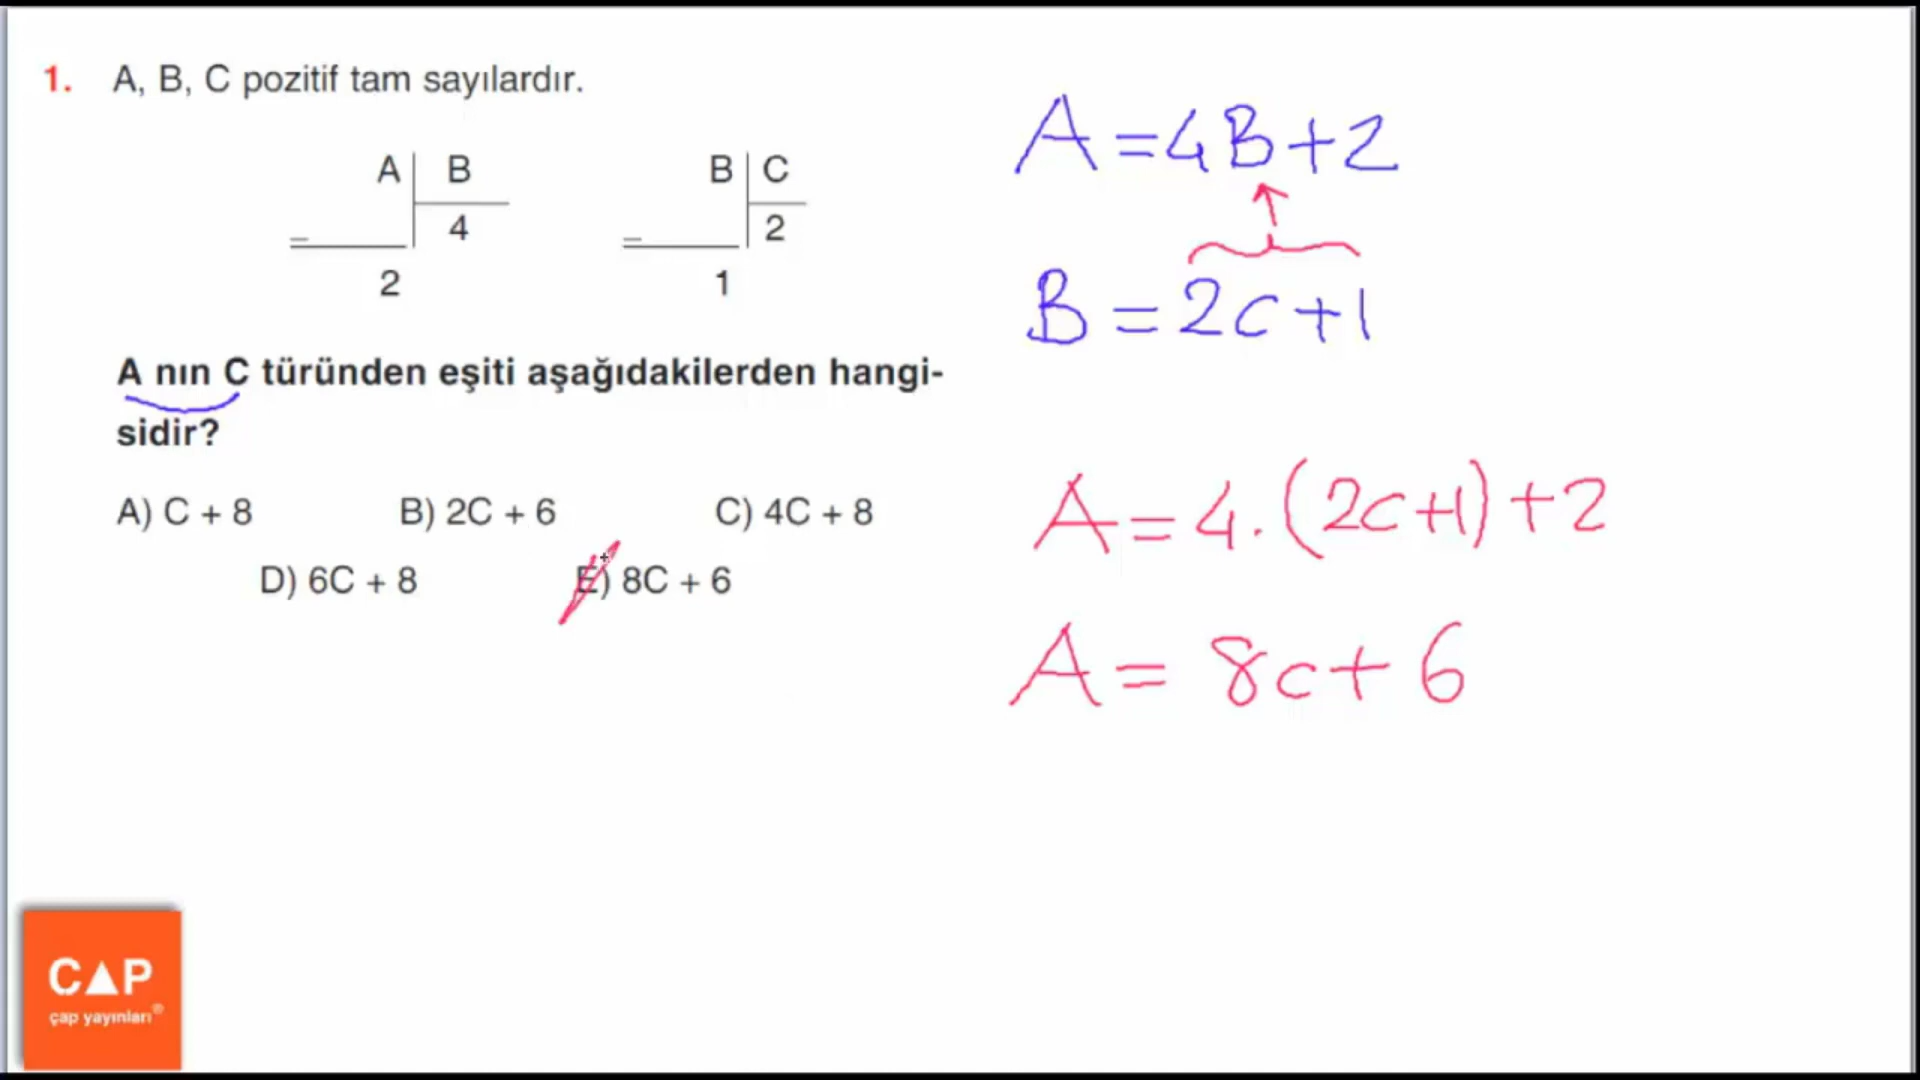 1. A, B, C pozitif tam sayılardır.
A B
4
2
B C
2
1
A nın C türünden eşiti aşağıdakilerden hangi-
sidir?
A) C + 8 B) 2C + 6 C) 4C + 8
D) 6C + 8 E) 8C + 6
A=4B+2
B=2C+1
A=4.(2C+1)+2
A=8C+6
CAP
çap yayınları®